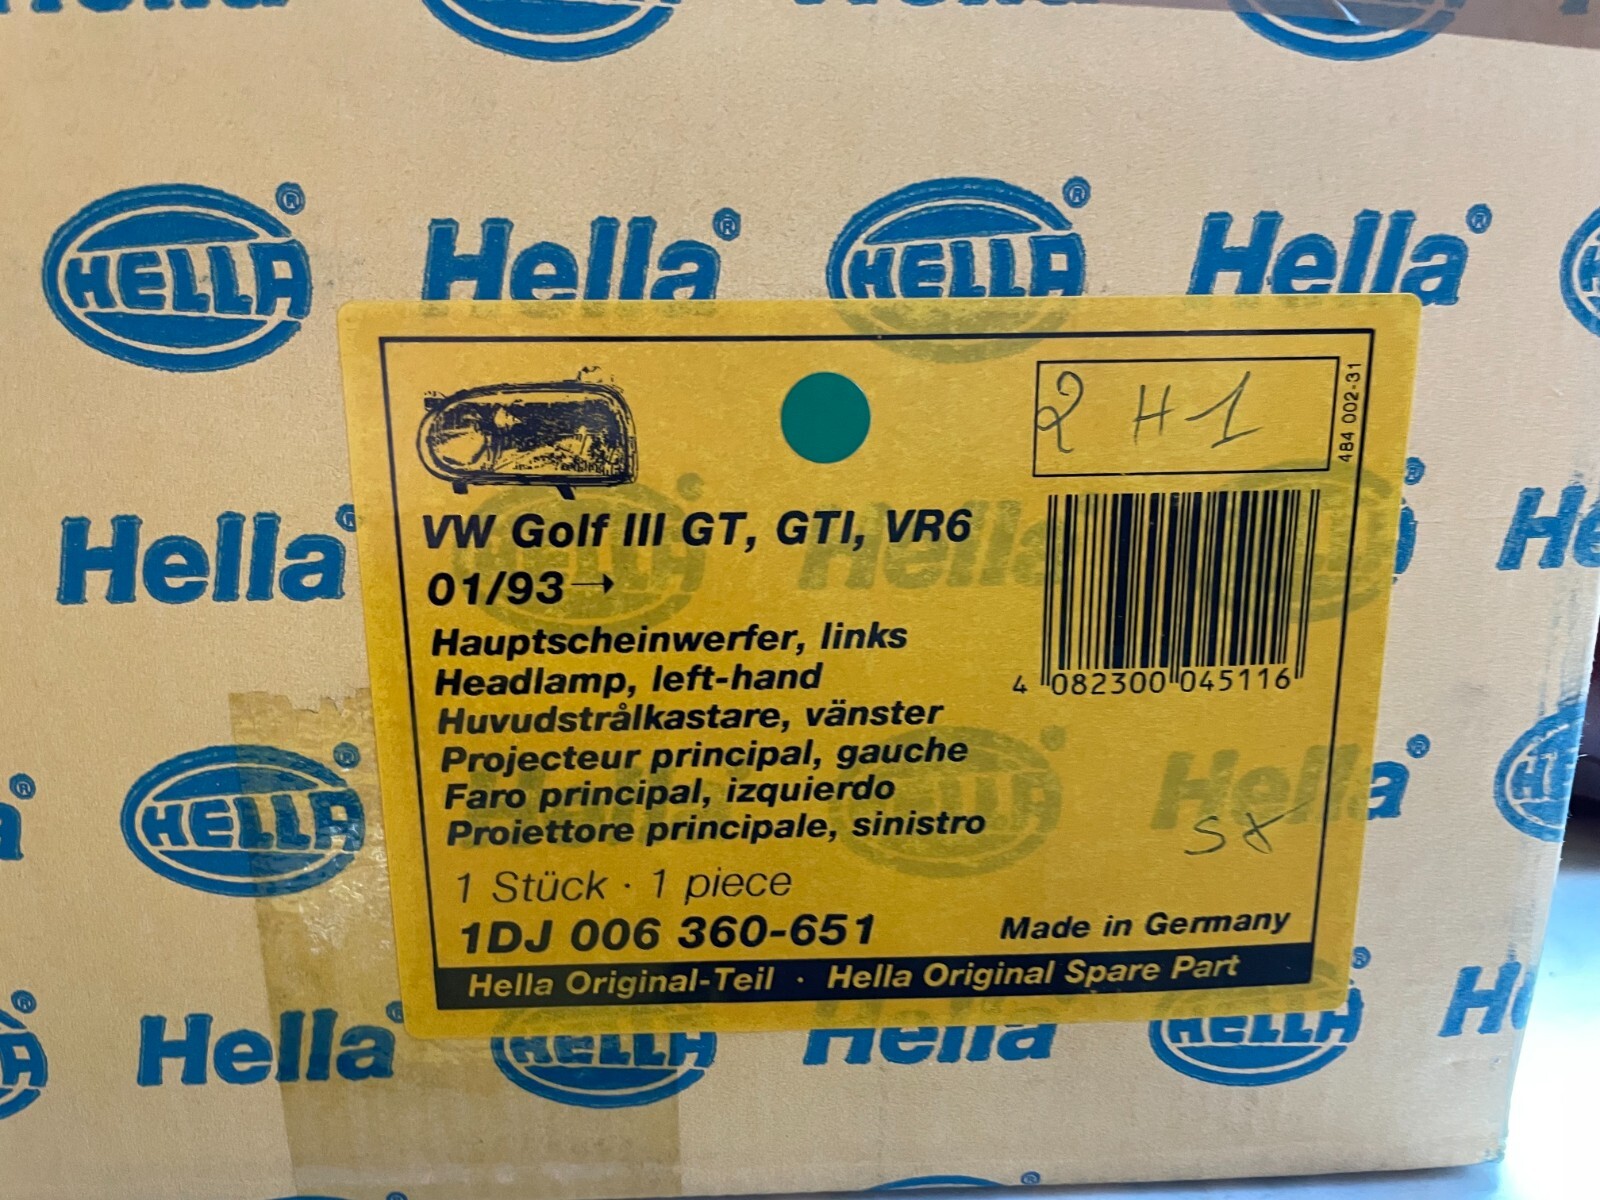 HELLA ® Hella ® HELLA ® Hella ®
2 H1
484 002-31
VW Golf III GT, GTI, VR6
01/93→
Hauptscheinwerfer, links
Headlamp, left-hand
Huvudstrålkastare, vänster
Projecteur principal, gauche
Faro principal, izquierdo
Proiettore principale, sinistro
4 082300 045116
1 Stück · 1 piece
1DJ 006 360-651
Made in Germany
Hella Original-Teil · Hella Original Spare Part
Hella ®
HELLA ®
Hella ® HELLA Hella HELLA ®